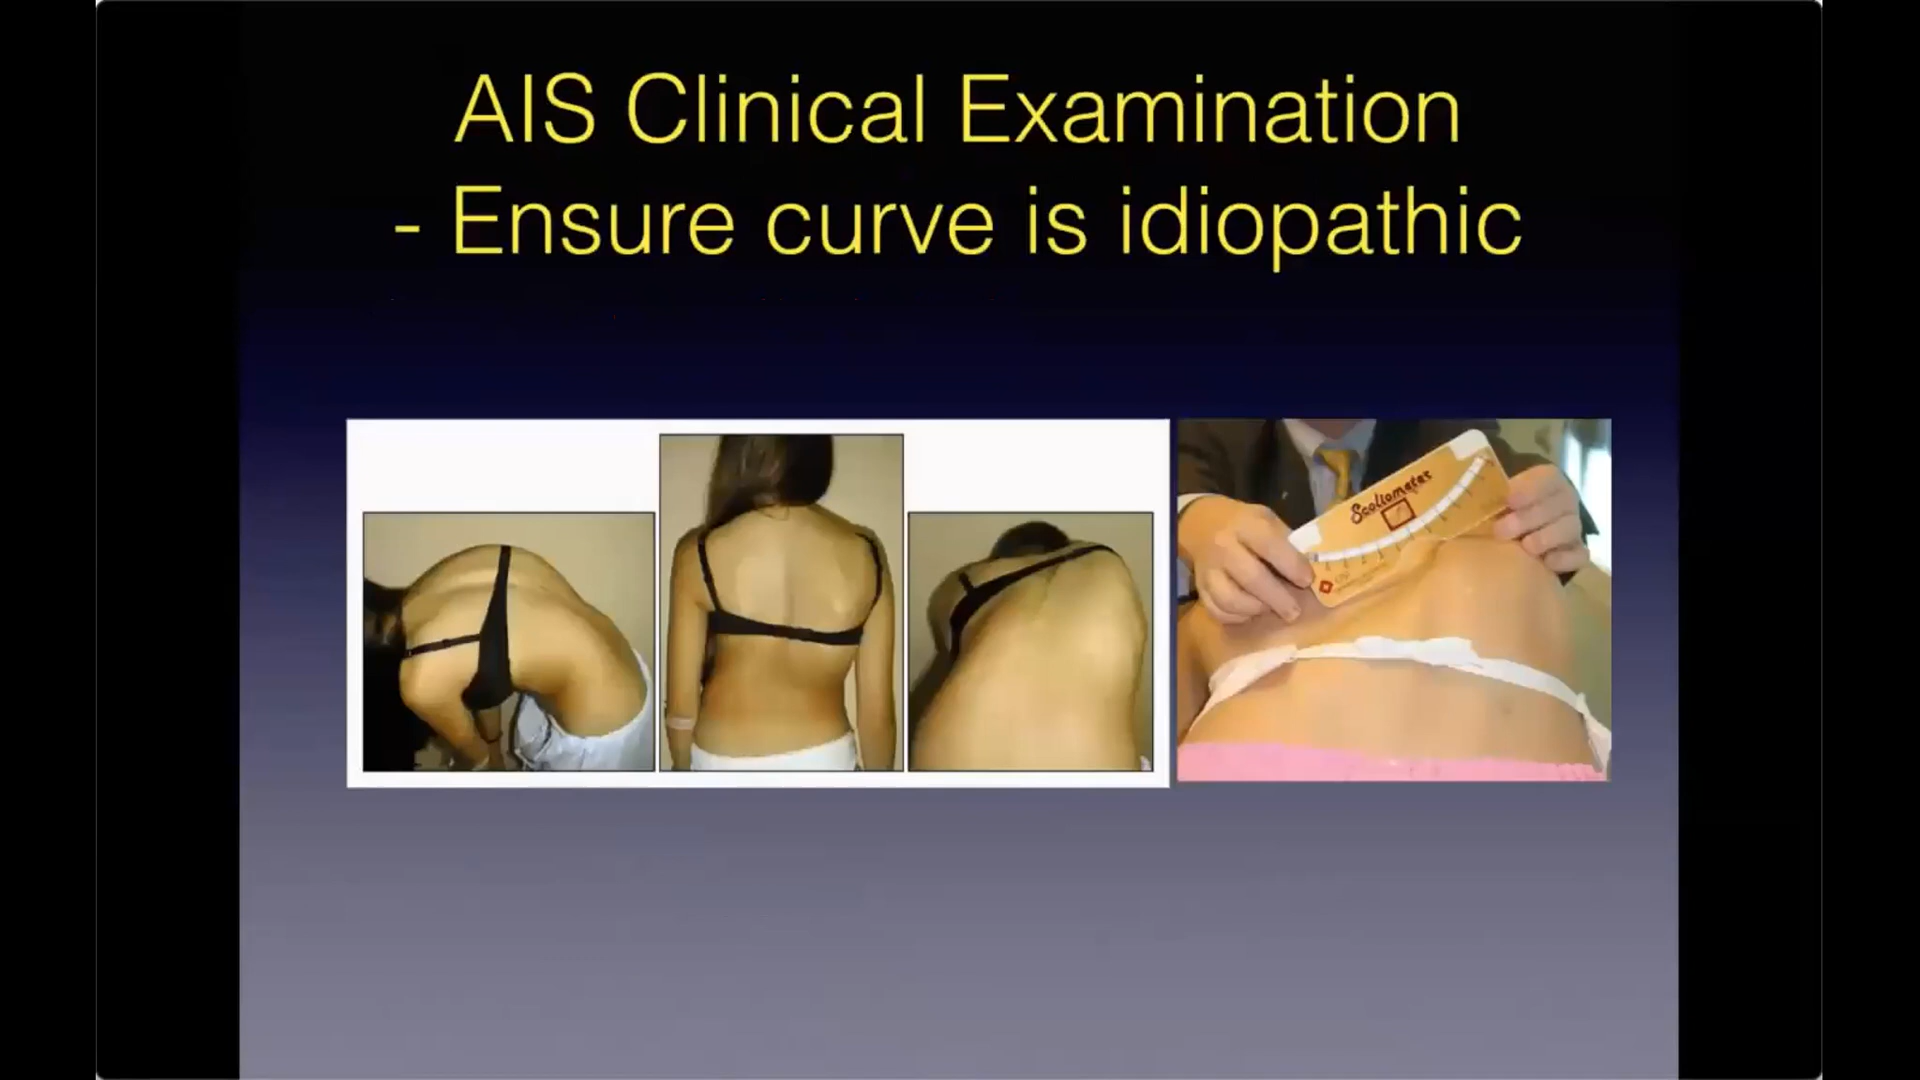 AIS Clinical Examination
- Ensure curve is idiopathic
Scoliometer